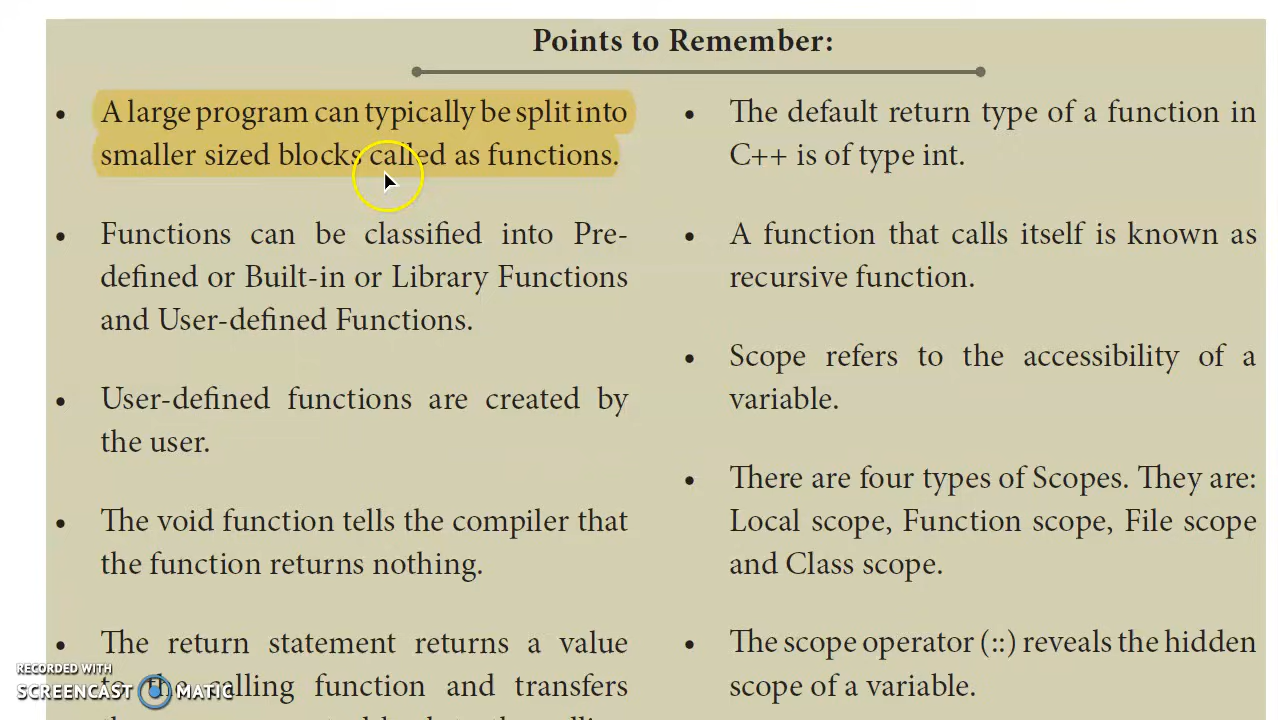 Points to Remember:
• A large program can typically be split into
smaller sized blocks called as functions.
• Functions can be classified into Pre-
defined or Built-in or Library Functions
and User-defined Functions.
• User-defined functions are created by
the user.
• The void function tells the compiler that
the function returns nothing.
• The return statement returns a value
to the calling function and transfers
• The default return type of a function in
C++ is of type int.
• A function that calls itself is known as
recursive function.
• Scope refers to the accessibility of a
variable.
• There are four types of Scopes. They are:
Local scope, Function scope, File scope
and Class scope.
• The scope operator (::) reveals the hidden
scope of a variable.
RECORDED WITH
SCREENCAST MATIC